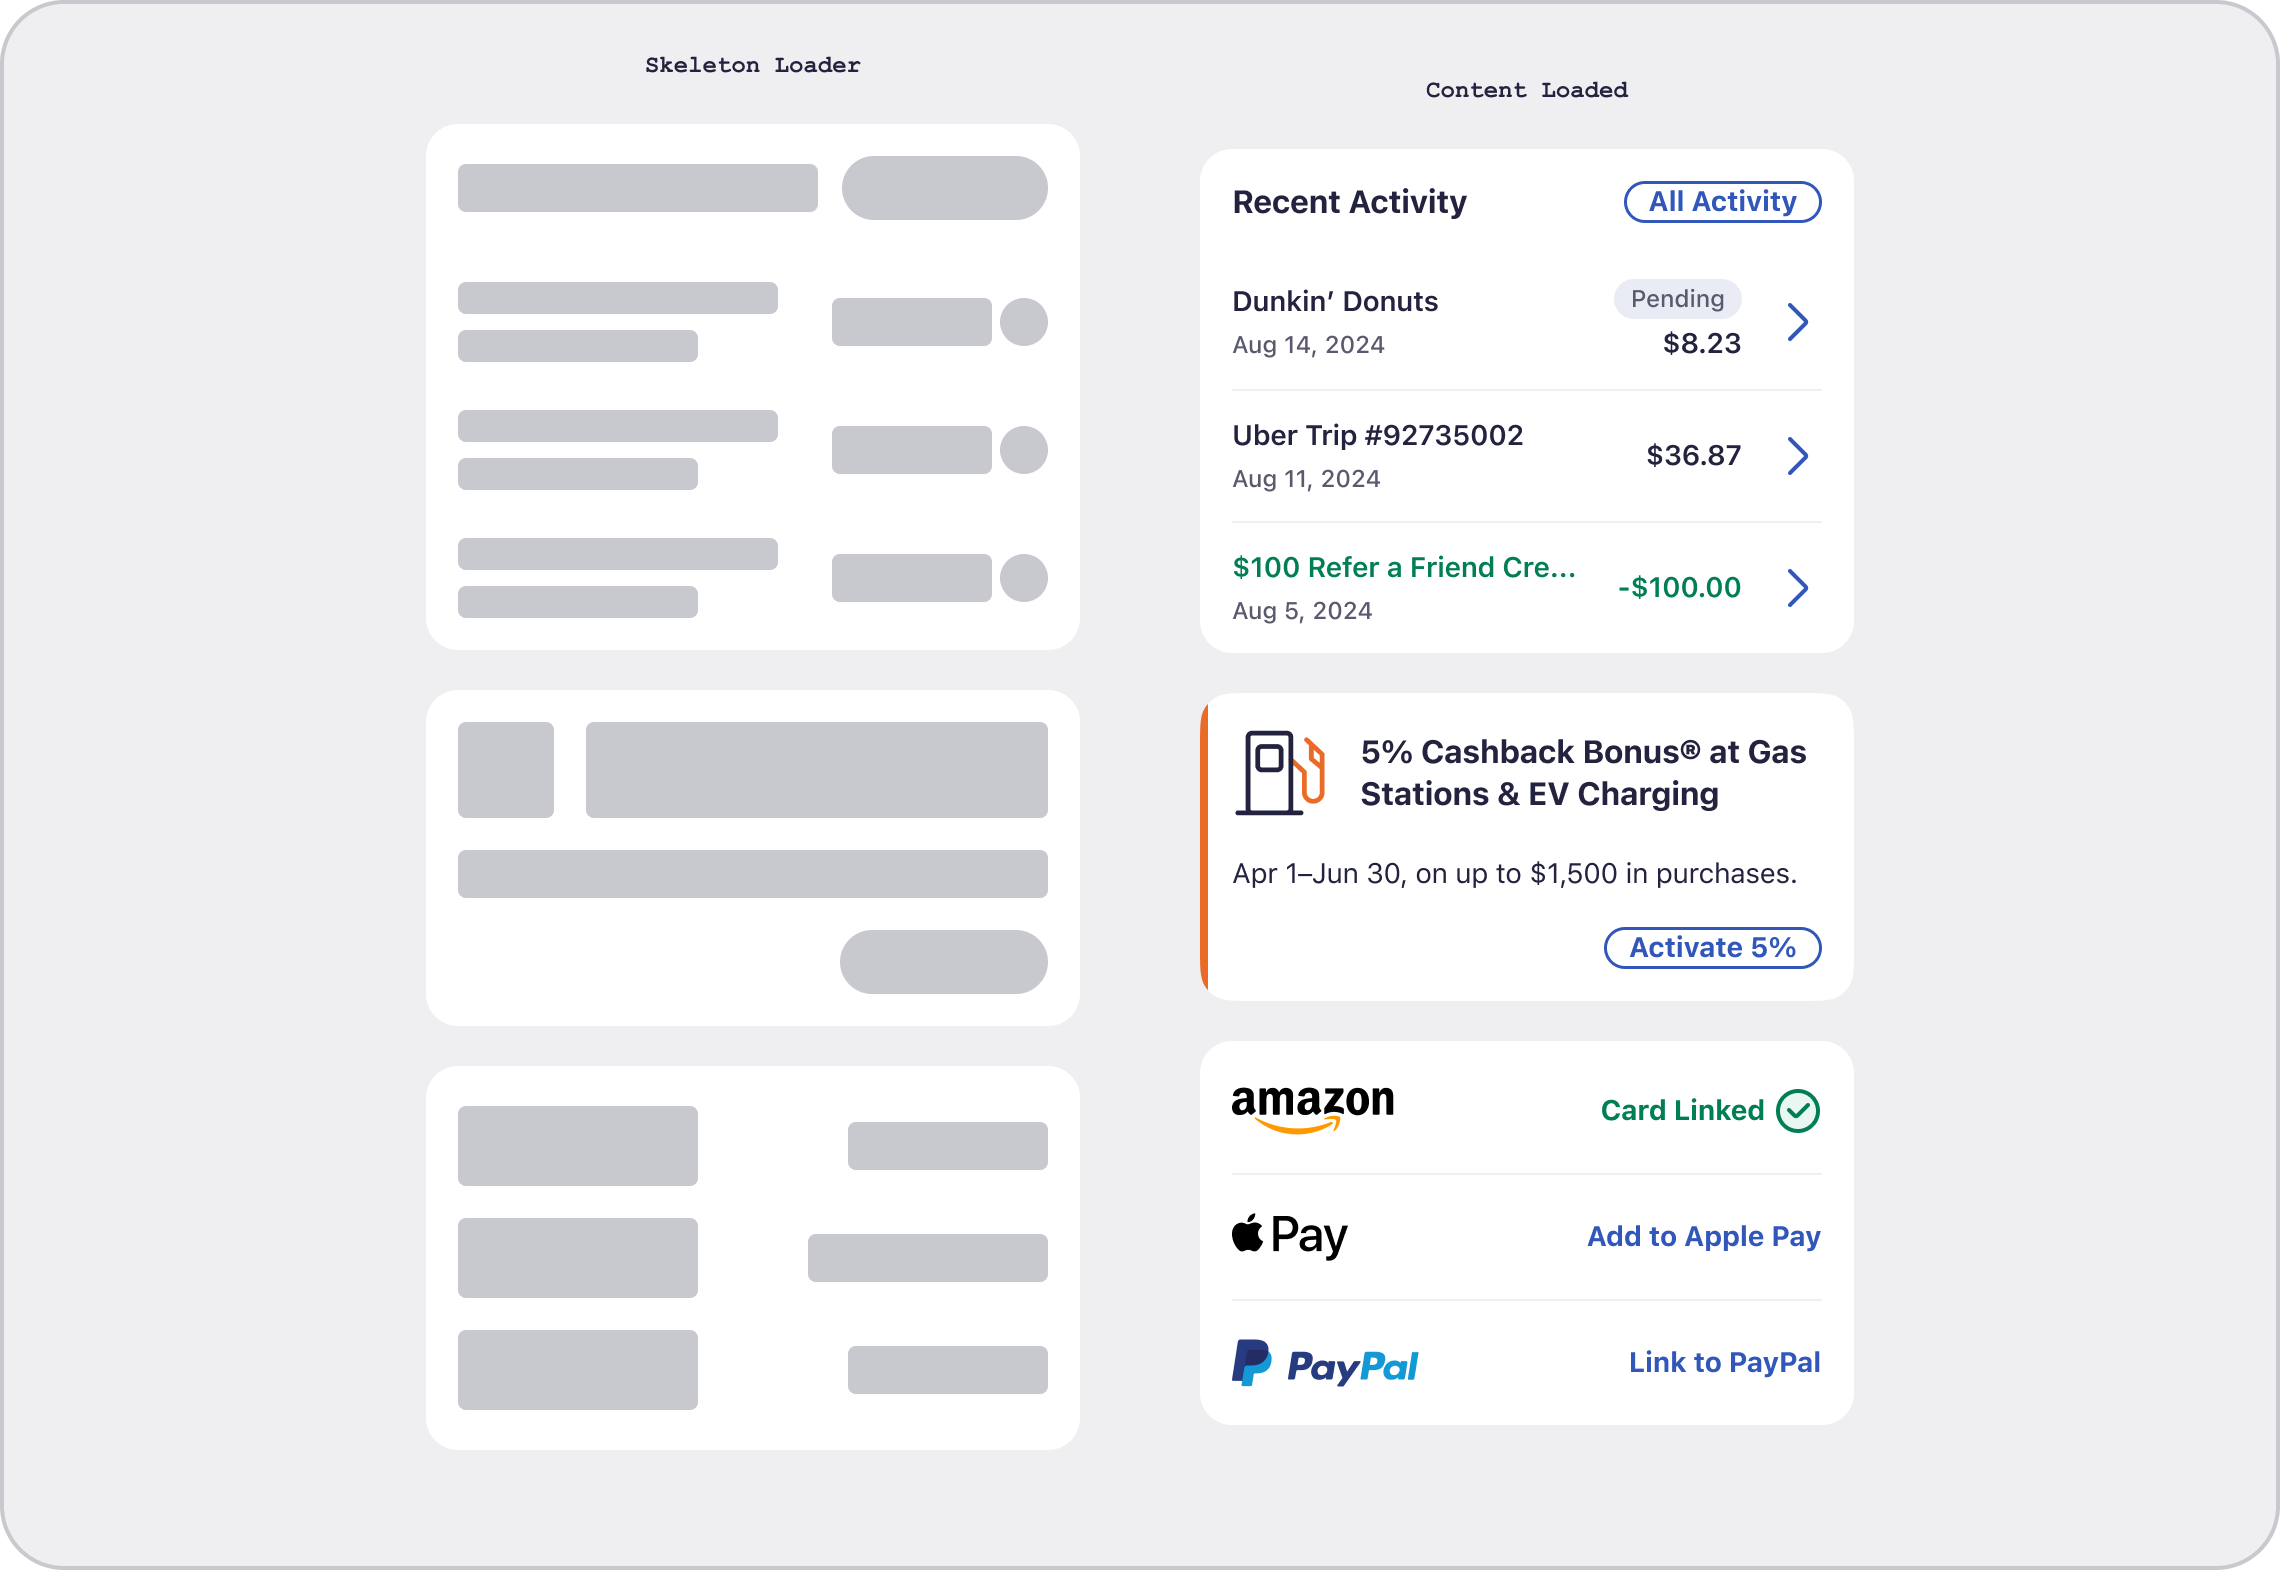 Skeleton Loader
Content Loaded
Recent Activity
All Activity
Dunkin’ Donuts
Pending
Aug 14, 2024
$8.23
Uber Trip #92735002
$36.87
Aug 11, 2024
$100 Refer a Friend Cre...
-$100.00
Aug 5, 2024
5% Cashback Bonus® at Gas
Stations & EV Charging
Apr 1–Jun 30, on up to $1,500 in purchases.
Activate 5%
amazon
Card Linked
Pay
Add to Apple Pay
PayPal
Link to PayPal